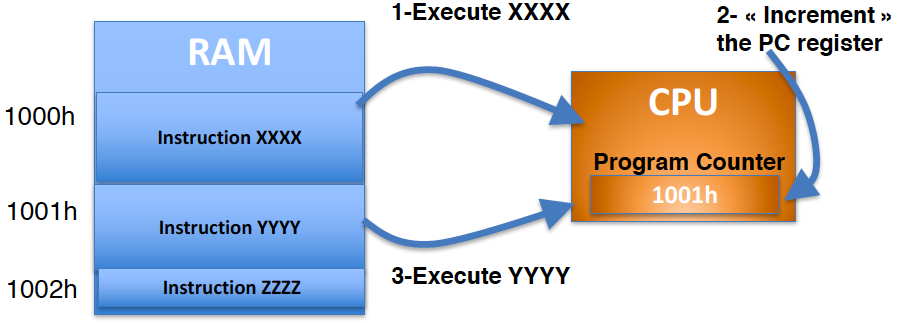 1-Execute XXXX
2- « Increment »
the PC register
RAM
CPU
1000h
Instruction XXXX
Program Counter
1001h
1001h
Instruction YYYY
3-Execute YYYY
1002h
Instruction ZZZZ